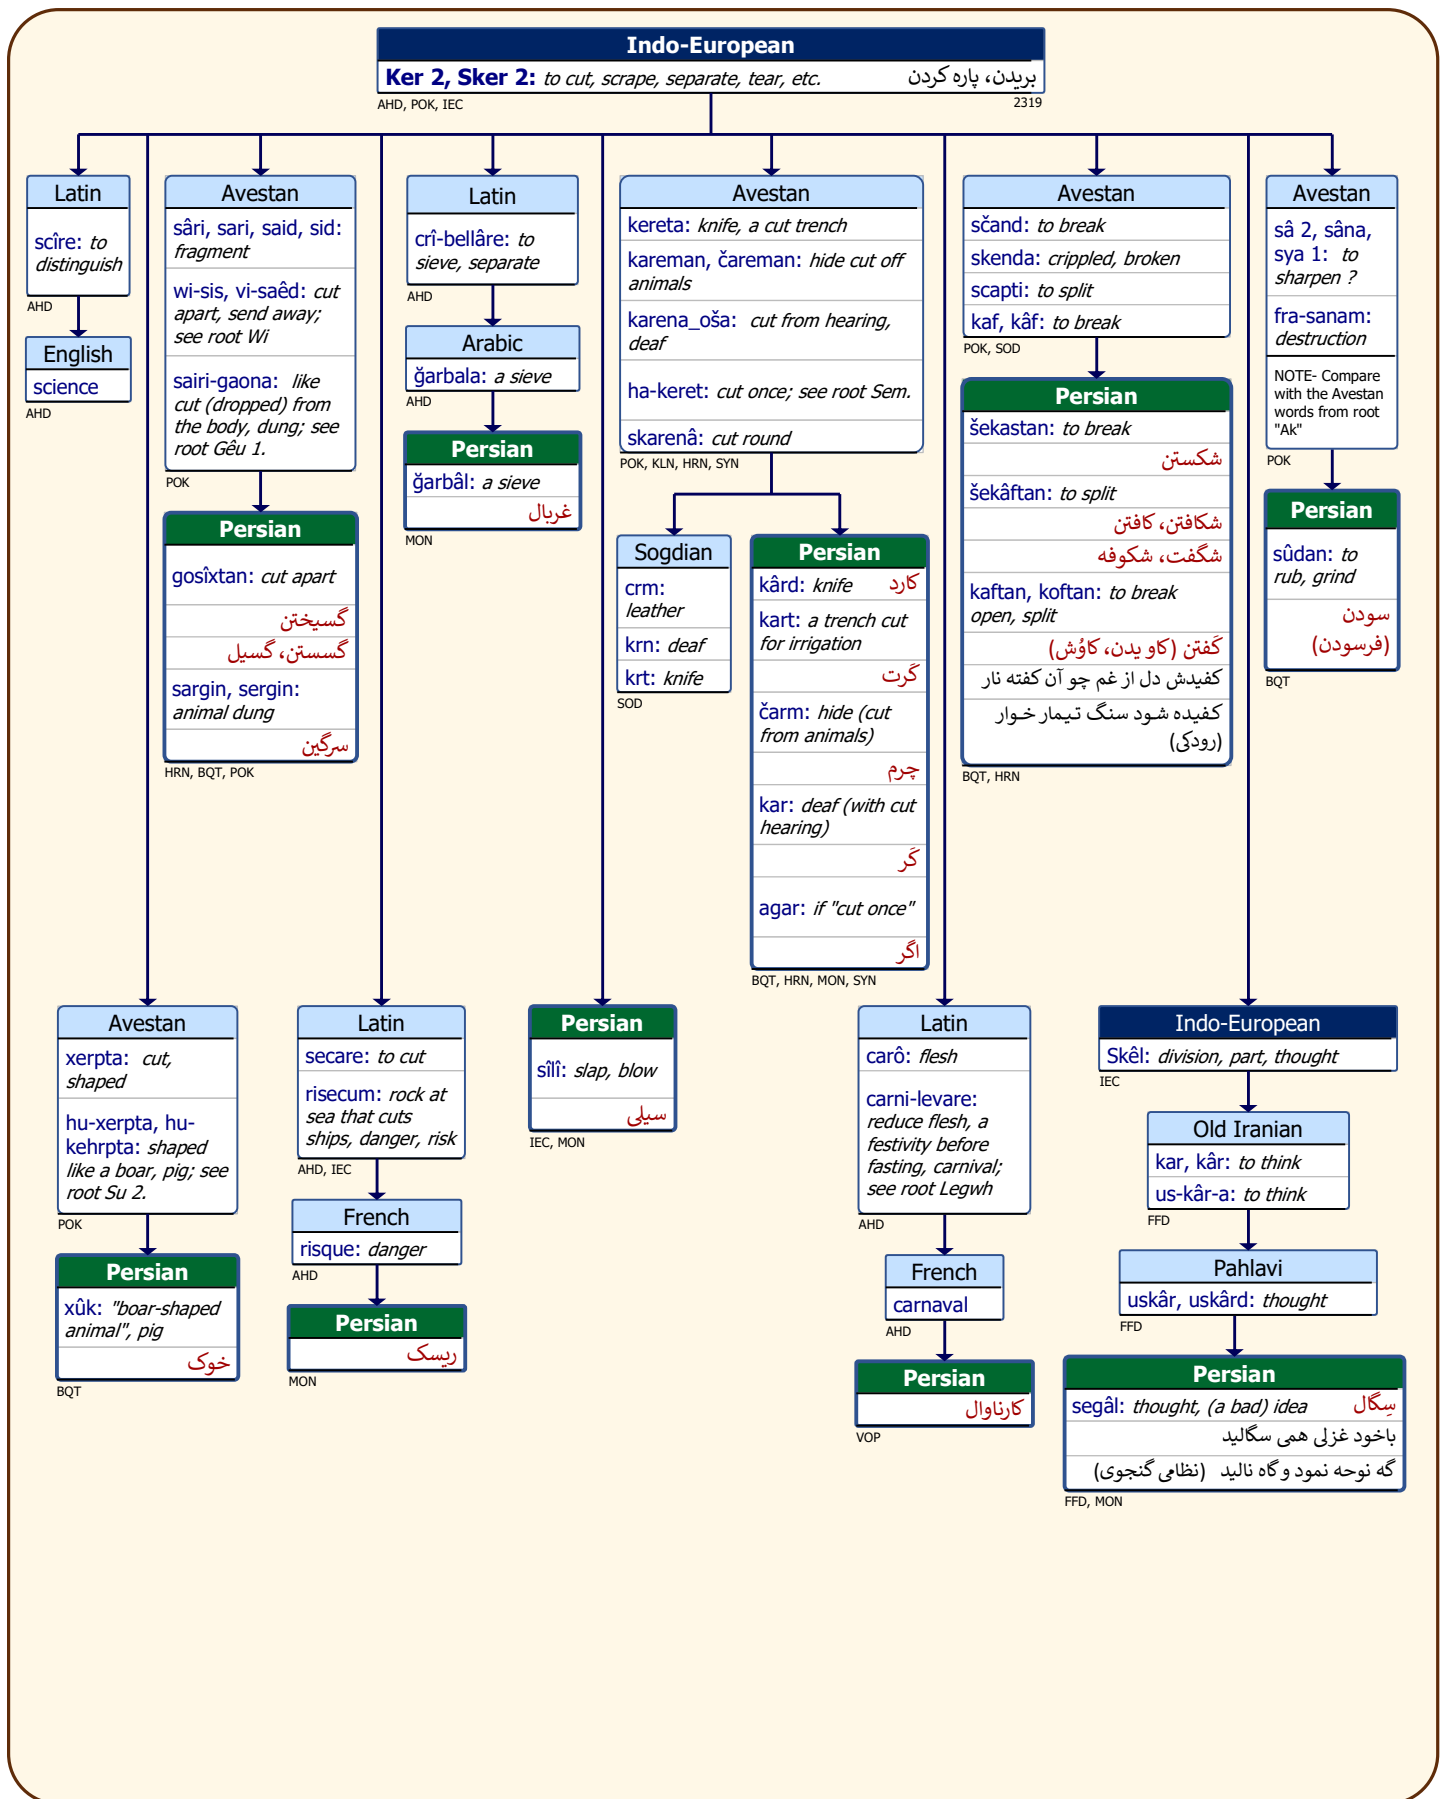 Indo-European
Ker 2, Sker 2: to cut, scrape, separate, tear, etc. بریدن، پاره کردن
AHD, POK, IEC 2319
Latin
scîre: to
distinguish
AHD
English
science
AHD
Avestan
sâri, sari, said, sid:
fragment
wi-sis, vi-saêd: cut
apart, send away;
see root Wi
sairi-gaona: like
cut (dropped) from
the body, dung; see
root Gêu 1.
POK
Persian
gosîxtan: cut apart
گسیختن
گسستن، گسیل
sargin, sergin:
animal dung
سرگین
HRN, BQT, POK
Latin
crî-bellâre: to
sieve, separate
AHD
Arabic
ğarbala: a sieve
AHD
Persian
ğarbâl: a sieve
غربال
MON
Avestan
kereta: knife, a cut trench
kareman, čareman: hide cut off
animals
karena_oša: cut from hearing,
deaf
ha-keret: cut once; see root Sem.
skarenâ: cut round
POK, KLN, HRN, SYN
Sogdian
crm:
leather
krn: deaf
krt: knife
SOD
Persian
kârd: knife کارد
kart: a trench cut
for irrigation
کَرت
čarm: hide (cut
from animals)
چرم
kar: deaf (with cut
hearing)
کَر
agar: if "cut once"
اگر
BQT, HRN, MON, SYN
Avestan
sčand: to break
skenda: crippled, broken
scapti: to split
kaf, kâf: to break
POK, SOD
Persian
šekastan: to break
شکستن
šekâftan: to split
شکافتن، کافتن
شگفت، شکوفه
kaftan, koftan: to break
open, split
کَفتن (کاویدن، کاوُش)
کفیدش دل از غم چو آن کفته نار
کفیده شود سنگ تیمار خوار
(رودکی)
BQT, HRN
Avestan
sâ 2, sâna,
sya 1: to
sharpen ?
fra-sanam:
destruction
NOTE- Compare
with the Avestan
words from root
"Ak"
POK
Persian
sûdan: to
rub, grind
سودن
(فرسودن)
BQT
Avestan
xerpta: cut,
shaped
hu-xerpta, hu-
kehrpta: shaped
like a boar, pig; see
root Su 2.
POK
Persian
xûk: "boar-shaped
animal", pig
خوک
BQT
Latin
secare: to cut
risecum: rock at
sea that cuts
ships, danger, risk
AHD, IEC
French
risque: danger
AHD
Persian
ریسک
MON
Persian
sîlî: slap, blow
سیلی
IEC, MON
Latin
carô: flesh
carni-levare:
reduce flesh, a
festivity before
fasting, carnival;
see root Legwh
AHD
French
carnaval
AHD
Persian
کارناوال
VOP
Indo-European
Skêl: division, part, thought
IEC
Old Iranian
kar, kâr: to think
us-kâr-a: to think
FFD
Pahlavi
uskâr, uskârd: thought
FFD
Persian
segâl: thought, (a bad) idea سِگال
باخود غزلی همی سگالید
گه نوحه نمود و گاه نالید (نظامی گنجوی)
FFD, MON